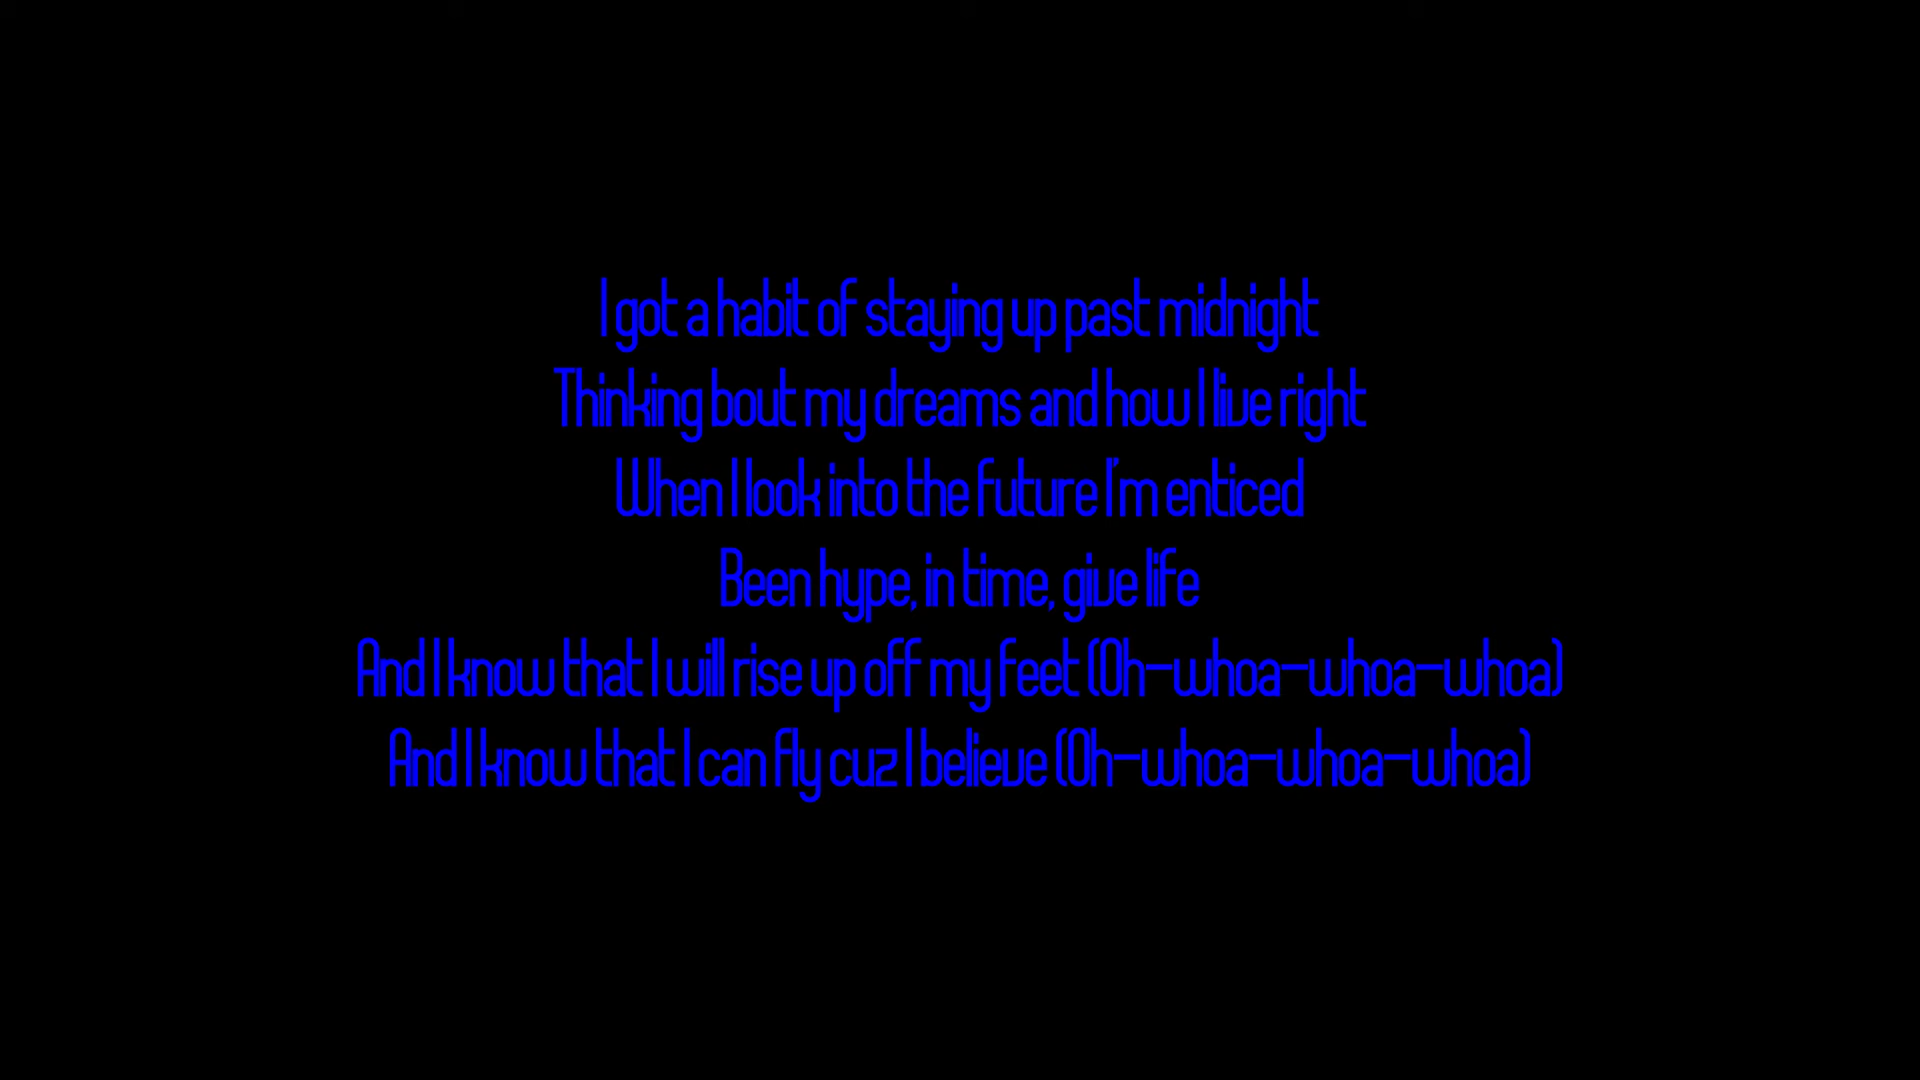 I got a habit of staying up past midnight
Thinking bout my dreams and how I live right
When I look into the future I'm enticed
Been hype, in time, give life
And I know that I will rise up off my feet (Oh-whoa-whoa-whoa)
And I know that I can fly cuz I believe (Oh-whoa-whoa-whoa)